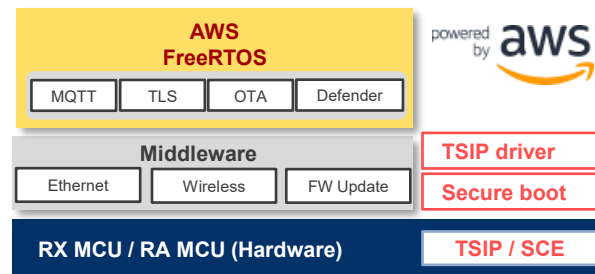 AWS
FreeRTOS
MQTT
TLS
OTA
Defender
powered
by
aws
Middleware
Ethernet
Wireless
FW Update
TSIP driver
Secure boot
RX MCU / RA MCU (Hardware)
TSIP / SCE